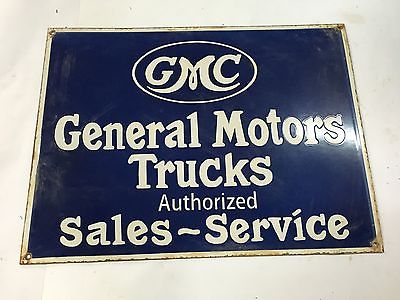 GMC
General Motors
Trucks
Authorized
Sales~Service